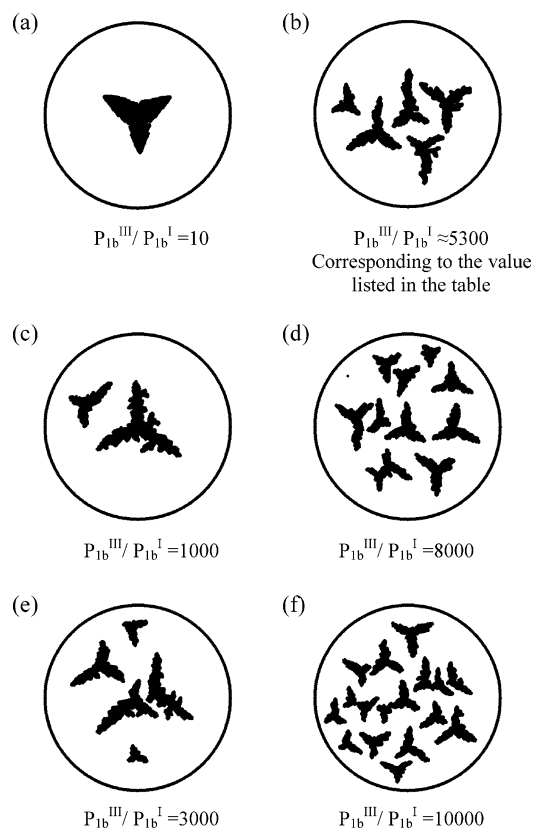 (a)
(b)
P₁bᴵᴵᴵ/ P₁bᴵ =10
P₁bᴵᴵᴵ/ P₁bᴵ ≈5300
Corresponding to the value
listed in the table
(c)
(d)
P₁bᴵᴵᴵ/ P₁bᴵ =1000
P₁bᴵᴵᴵ/ P₁bᴵ =8000
(e)
(f)
P₁bᴵᴵᴵ/ P₁bᴵ =3000
P₁bᴵᴵᴵ/ P₁bᴵ =10000